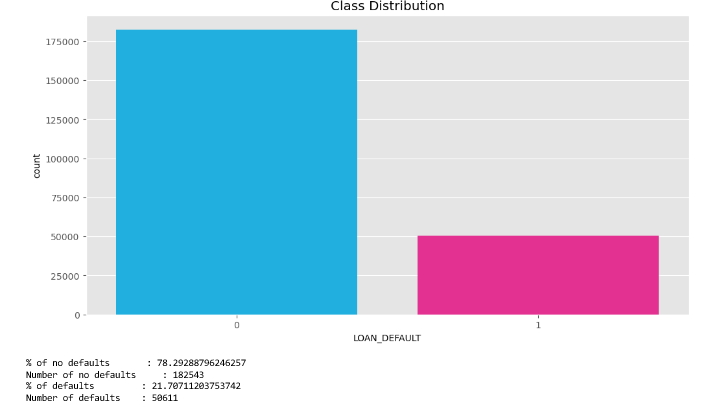 Class Distribution
175000
150000
125000
100000
75000
50000
25000
0
count
0 1
LOAN_DEFAULT
% of no defaults : 78.29288796246257
Number of no defaults : 182543
% of defaults : 21.70711203753742
Number of defaults : 50611